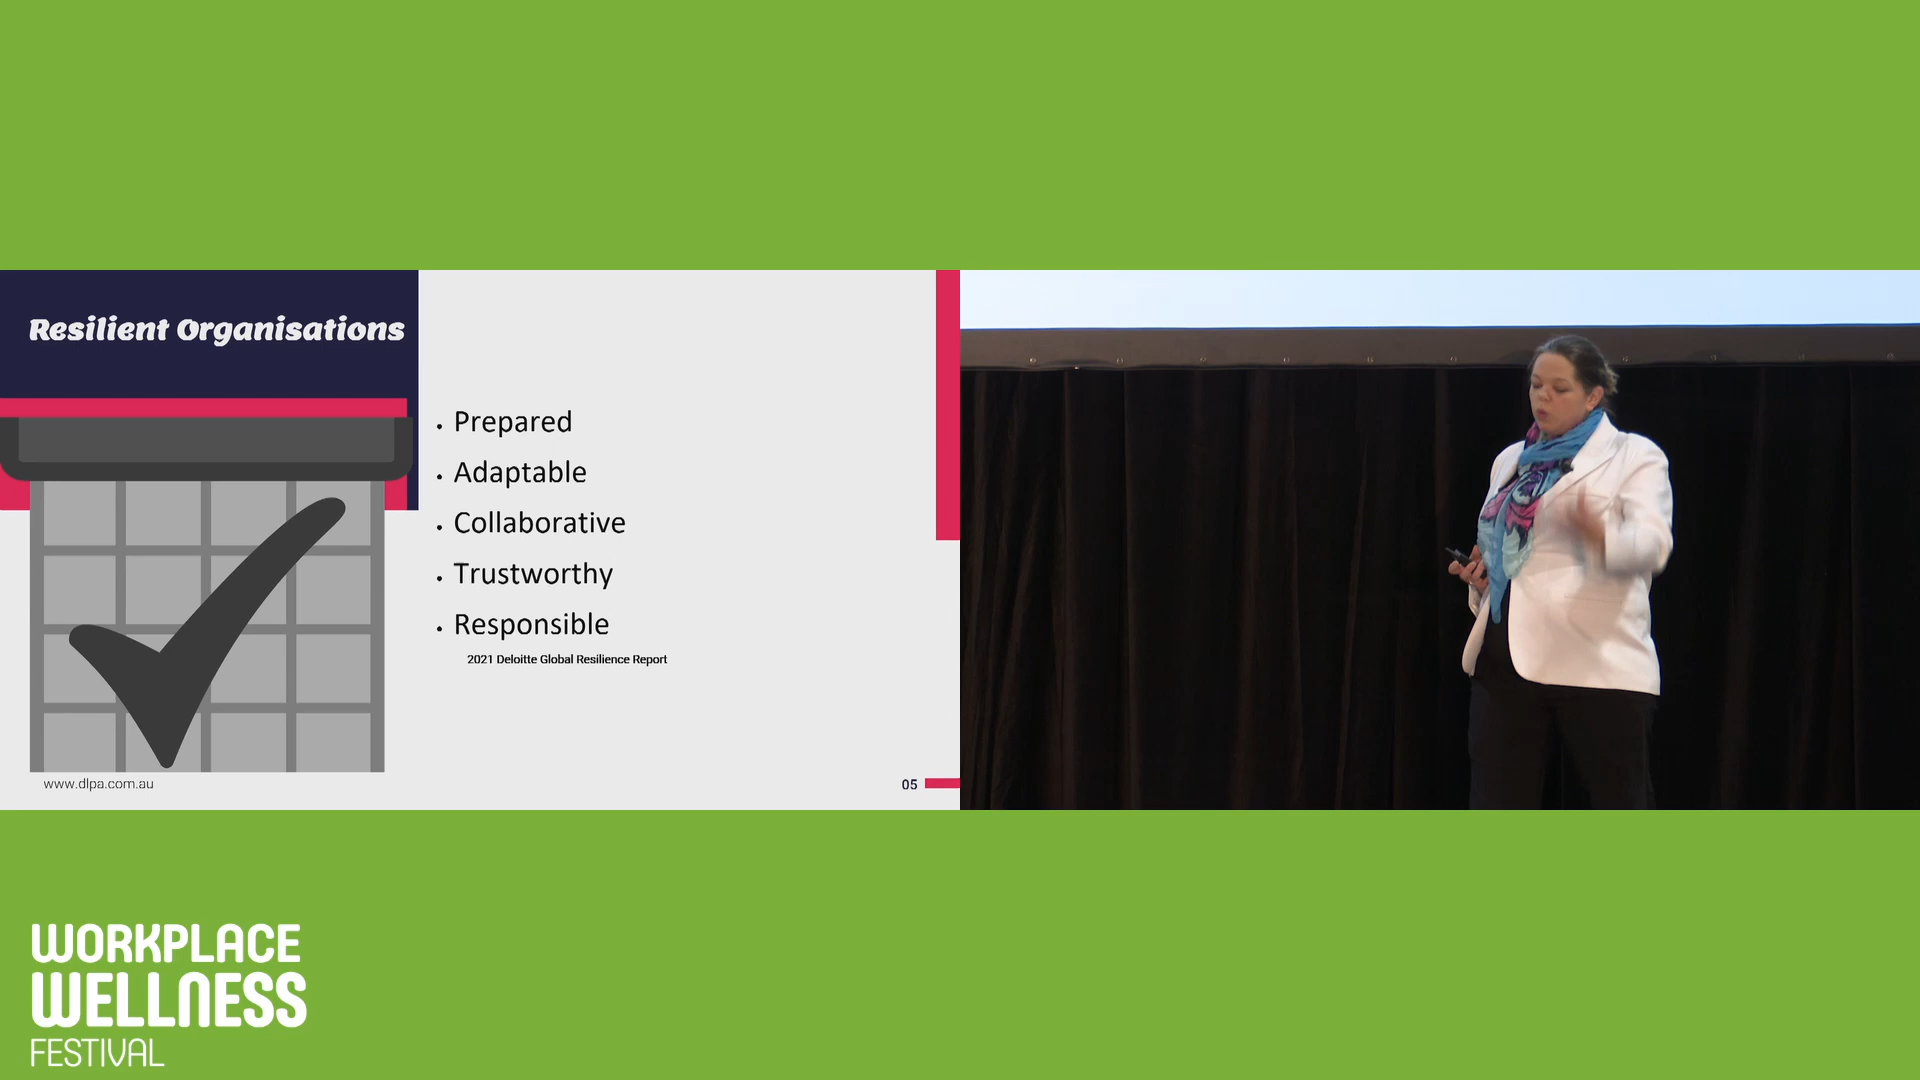 Resilient Organisations
• Prepared
• Adaptable
• Collaborative
• Trustworthy
• Responsible
2021 Deloitte Global Resilience Report
www.dlpa.com.au
05
WORKPLACE
WELLNESS
FESTIVAL